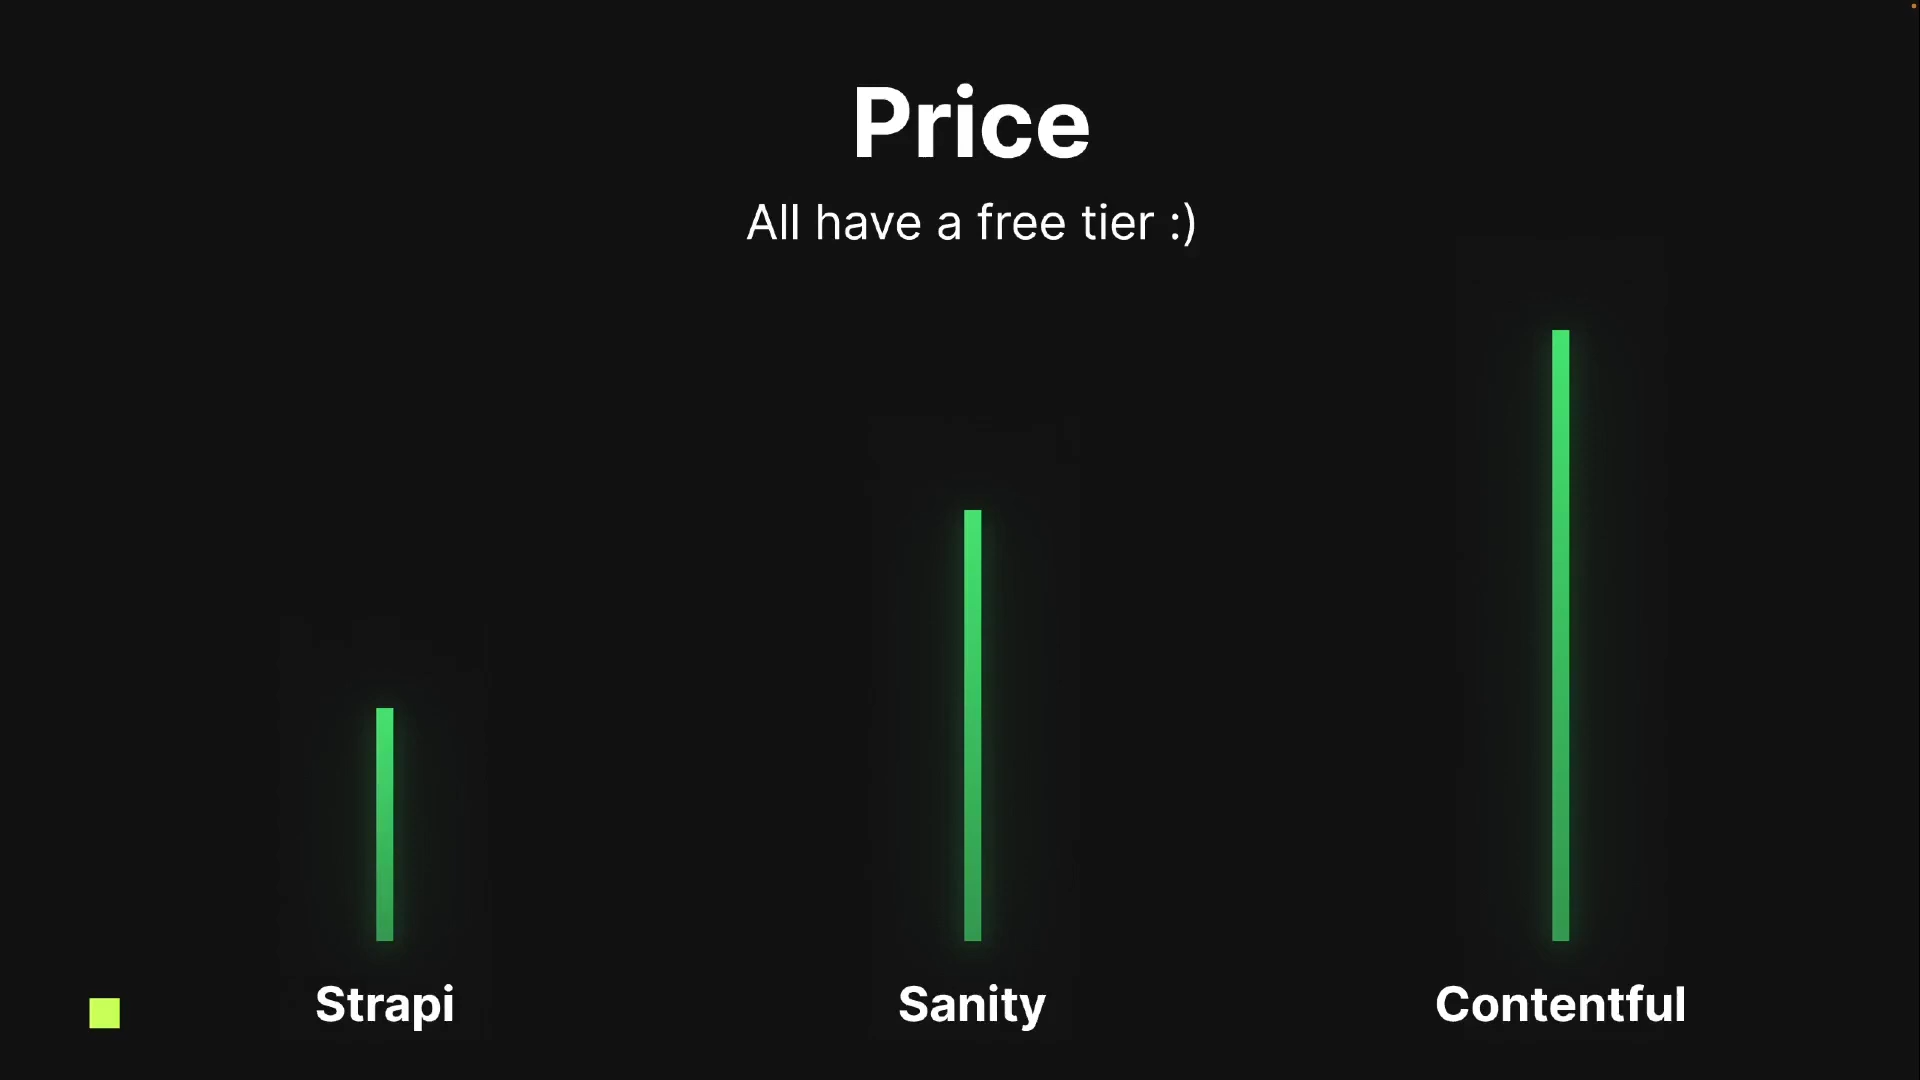 Price
All have a free tier :)
Strapi
Sanity
Contentful